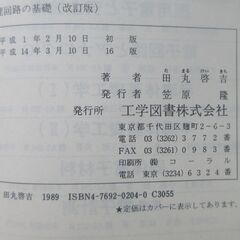 回路の基礎（改訂版）
平成 1 年 2 月 10 日 初 版
平成 14 年 3 月 10 日 16 版
著 者 田 丸 啓 吉
発行者 笠 原 隆
発行所 工学図書株式会社
東京都千代田区麹町2-6-3
電話 03 (3262) 3772
FAX 03 (3261) 0983
印刷所 ㈱ コ ー ラ ル
電話 東京 (3234) 6324
田丸啓吉 1989 ISBN4-7692-0204-0 C3055
☆定価はカバーに表示してあります。